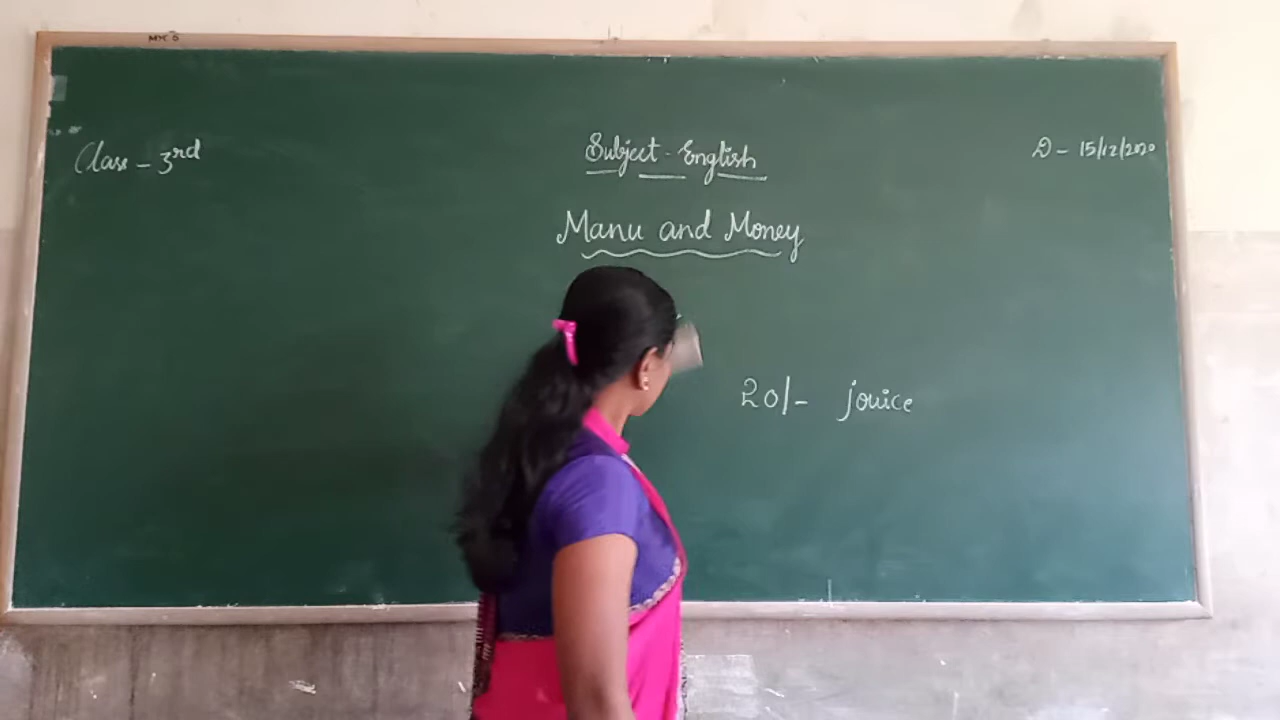 Class - 3rd
Subject - English
D - 15/12/2020
Manu and Money
20/- jouice